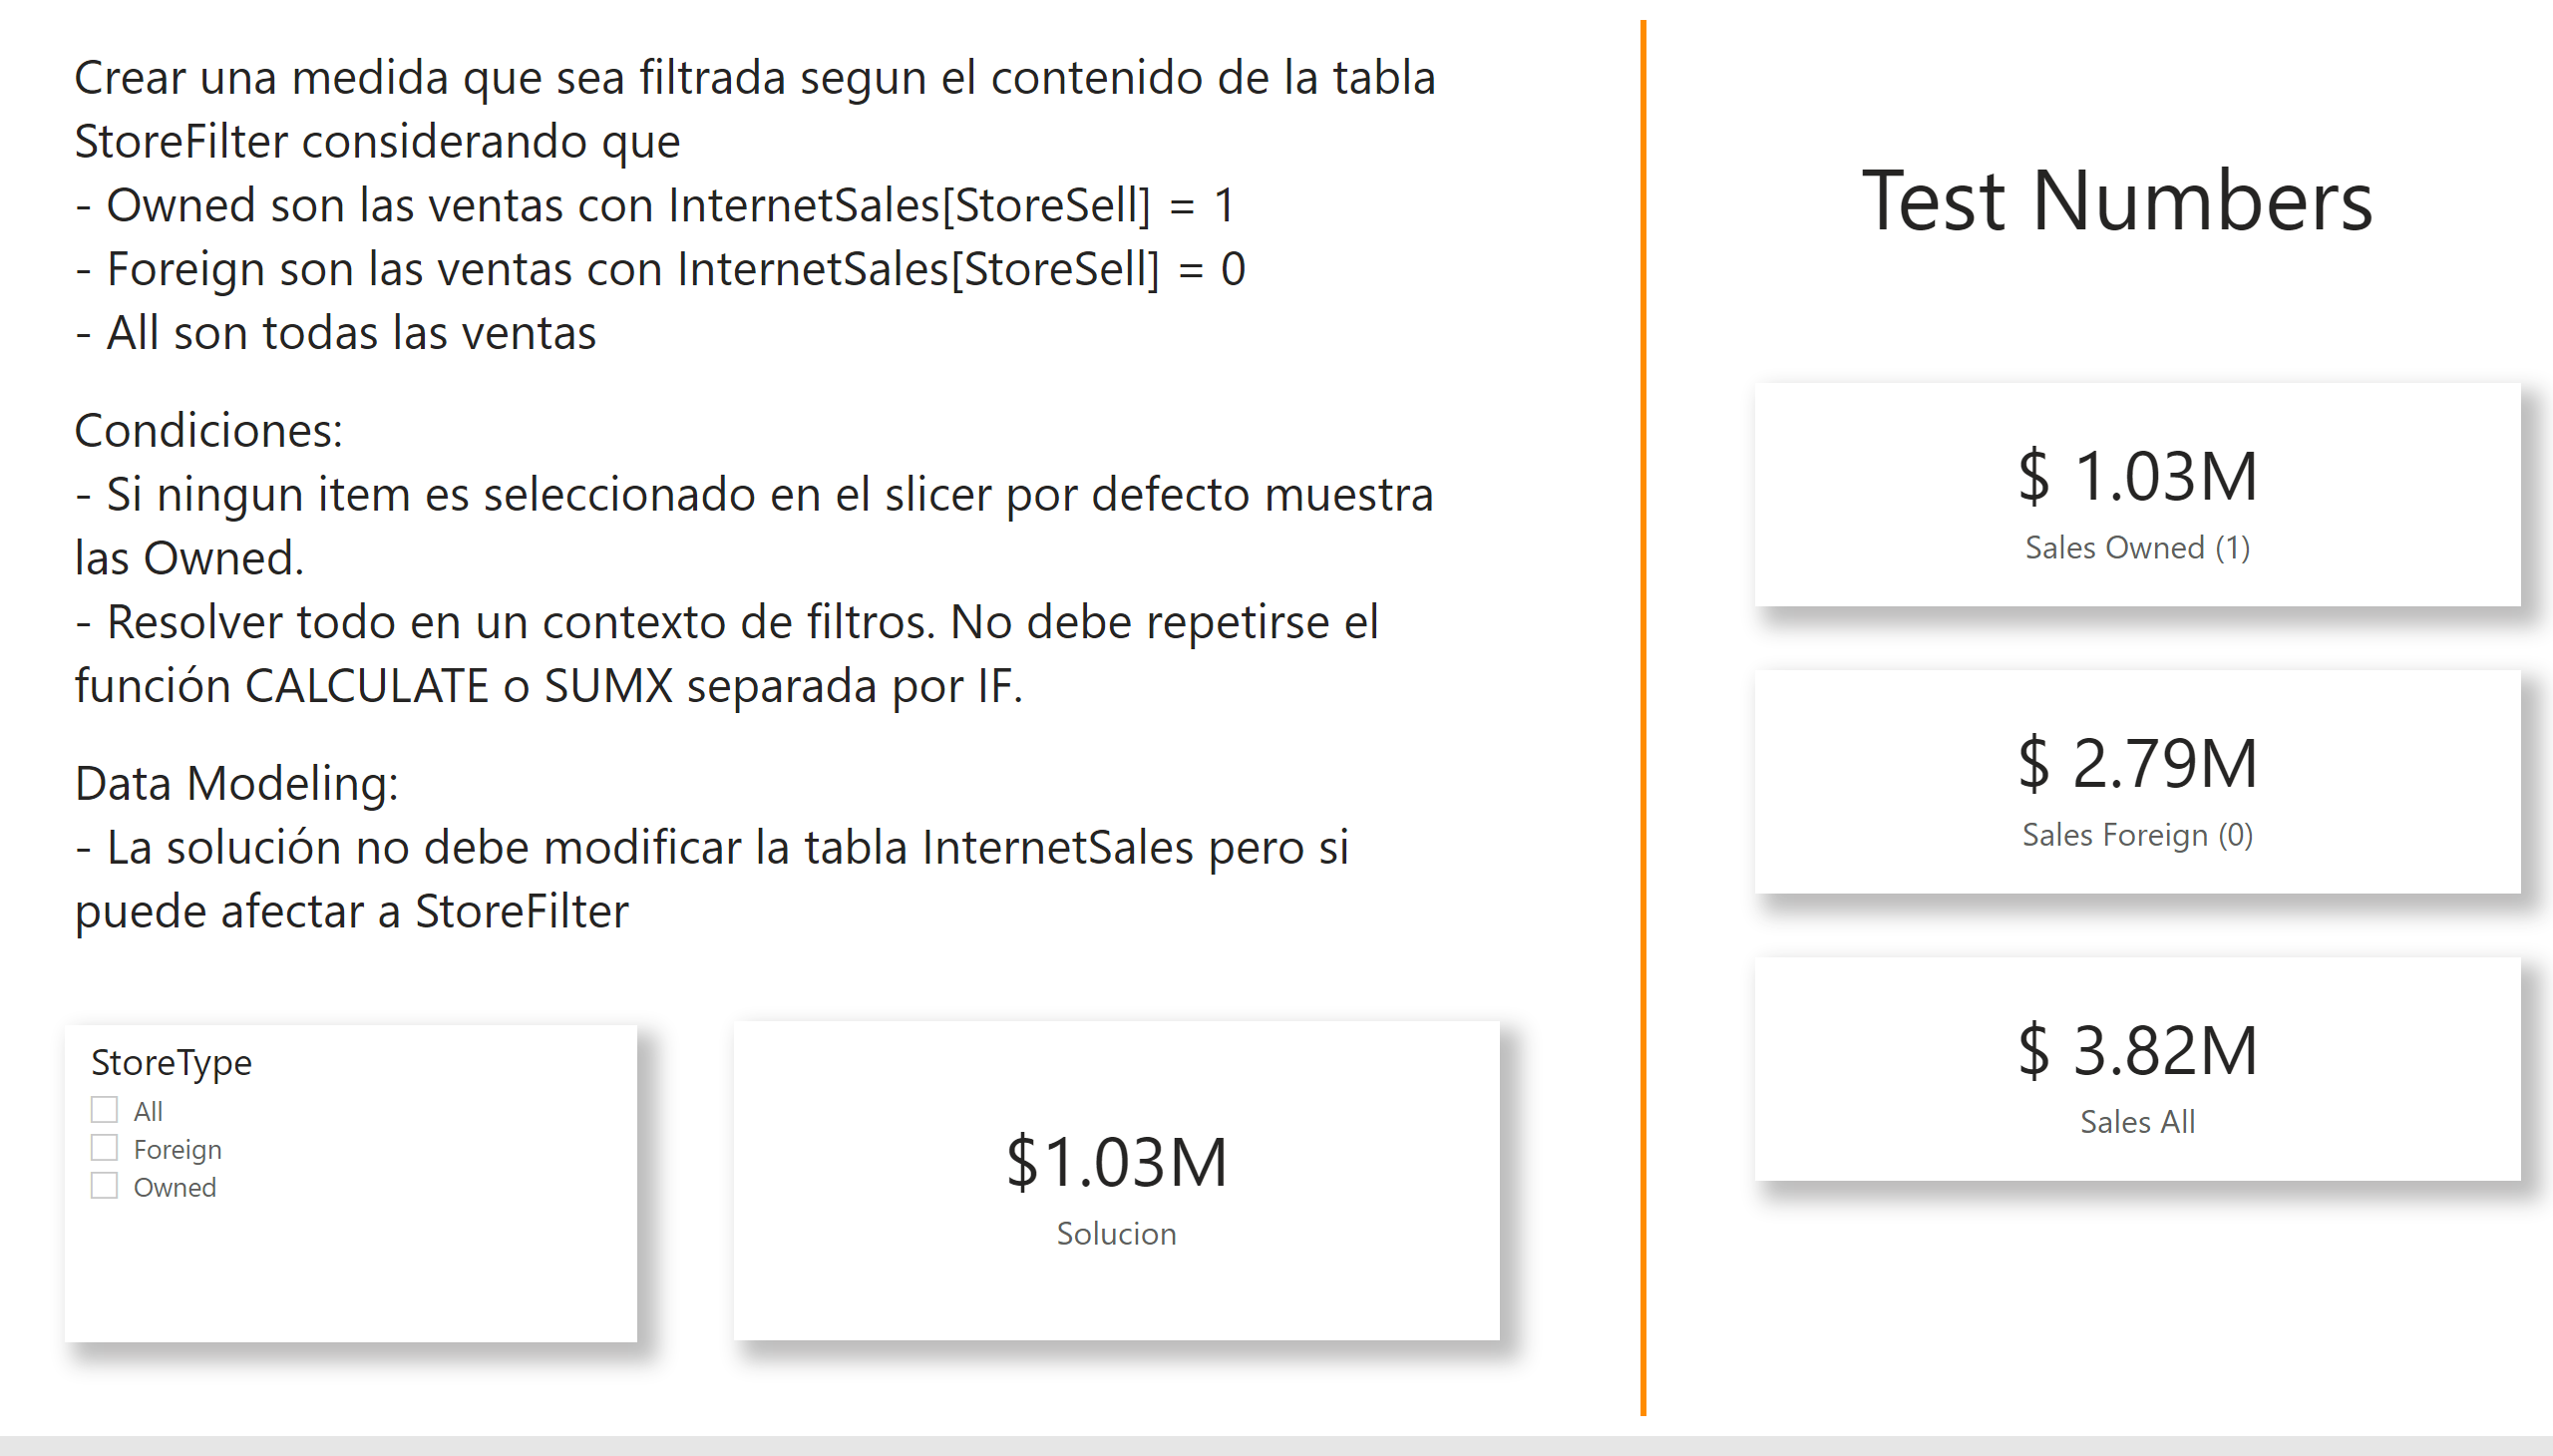 Crear una medida que sea filtrada segun el contenido de la tabla
StoreFilter considerando que
- Owned son las ventas con InternetSales[StoreSell] = 1
- Foreign son las ventas con InternetSales[StoreSell] = 0
- All son todas las ventas
Condiciones:
- Si ningun item es seleccionado en el slicer por defecto muestra
las Owned.
- Resolver todo en un contexto de filtros. No debe repetirse el
función CALCULATE o SUMX separada por IF.
Data Modeling:
- La solución no debe modificar la tabla InternetSales pero si
puede afectar a StoreFilter
StoreType
All
Foreign
Owned
$1.03M
Solucion
Test Numbers
$ 1.03M
Sales Owned (1)
$ 2.79M
Sales Foreign (0)
$ 3.82M
Sales All